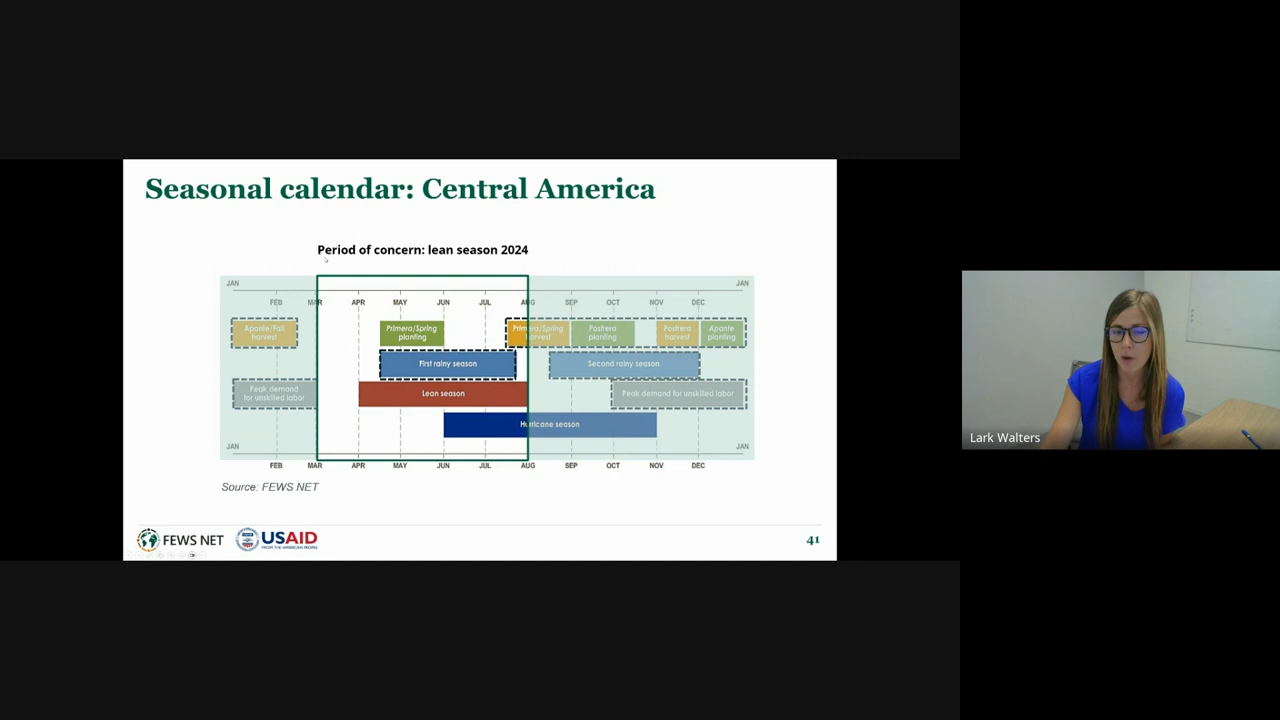 Seasonal calendar: Central America
Period of concern: lean season 2024
JAN
JAN
FEB MAR APR MAY JUN JUL AUG SEP OCT NOV DEC
Apante/Fall
harvest
Primera/Spring
planting
Primera/Spring
harvest
Postrera
planting
Postrera
harvest
Apante
planting
First rainy season
Second rainy season
Peak demand
for unskilled labor
Lean season
Peak demand for unskilled labor
Hurricane season
JAN
JAN
FEB MAR APR MAY JUN JUL AUG SEP OCT NOV DEC
Source: FEWS NET
FEWS NET
USAID
FROM THE AMERICAN PEOPLE
41
Lark Walters